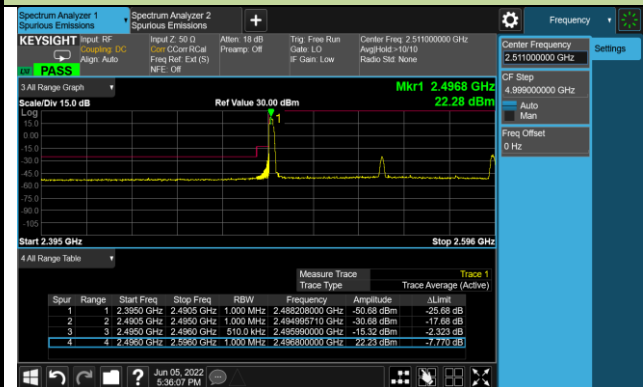 Spectrum Analyzer 1
Spurious Emissions
Spectrum Analyzer 2
Spurious Emissions
+
Frequency
KEYSIGHT
Input: RF
Coupling: DC
Align: Auto
Input Z: 50 Ω
Corr CCorr RCal
Freq Ref: Ext (S)
NFE: Off
Atten: 18 dB
Preamp: Off
Trig: Free Run
Gate: LO
IF Gain: Low
Center Freq: 2.511000000 GHz
Avg|Hold:>10/10
Radio Std: None
PASS
Center Frequency
2.511000000 GHz
Settings
CF Step
4.999000000 GHz
Auto
Man
Freq Offset
0 Hz
3 All Range Graph
Scale/Div 15.0 dB
Ref Value 30.00 dBm
Mkr1 2.4968 GHz
22.28 dBm
Log
15.0
0.00
-15.0
-30.0
-45.0
-60.0
-75.0
-90.0
-105
1
Start 2.395 GHz
Stop 2.596 GHz
4 All Range Table
Measure Trace Trace 1
Trace Type Trace Average (Active)
Spur Range Start Freq Stop Freq RBW Frequency Amplitude ΔLimit
1 1 2.3950 GHz 2.4905 GHz 1.000 MHz 2.488208000 GHz -50.68 dBm -25.68 dB
2 2 2.4905 GHz 2.4950 GHz 1.000 MHz 2.494995710 GHz -30.68 dBm -17.68 dB
3 3 2.4950 GHz 2.4960 GHz 510.0 kHz 2.495990000 GHz -15.32 dBm -2.323 dB
4 4 2.4960 GHz 2.5960 GHz 1.000 MHz 2.496800000 GHz 22.23 dBm -7.770 dB
?
Jun 05, 2022
5:36:07 PM